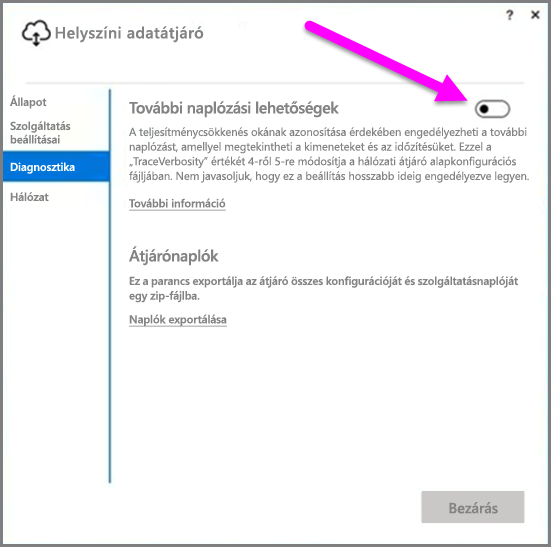 Helyszíni adatátjáró
? ×
Állapot
Szolgáltatás
beállításai
Diagnosztika
Hálózat
További naplózási lehetőségek
A teljesítménycsökkenés okának azonosítása érdekében engedélyezheti a további
naplózást, amellyel megtekintheti a kimeneteket és az időzítésüket. Ezzel a
„TraceVerbosity” értékét 4-ről 5-re módosítja a hálózati átjáró alapkonfigurációs
fájljában. Nem javasoljuk, hogy ez a beállítás hosszabb ideig engedélyezve legyen.
További információ
Átjárónaplók
Ez a parancs exportálja az átjáró összes konfigurációját és szolgáltatásnaplóját
egy zip-fájlba.
Naplók exportálása
Bezárás